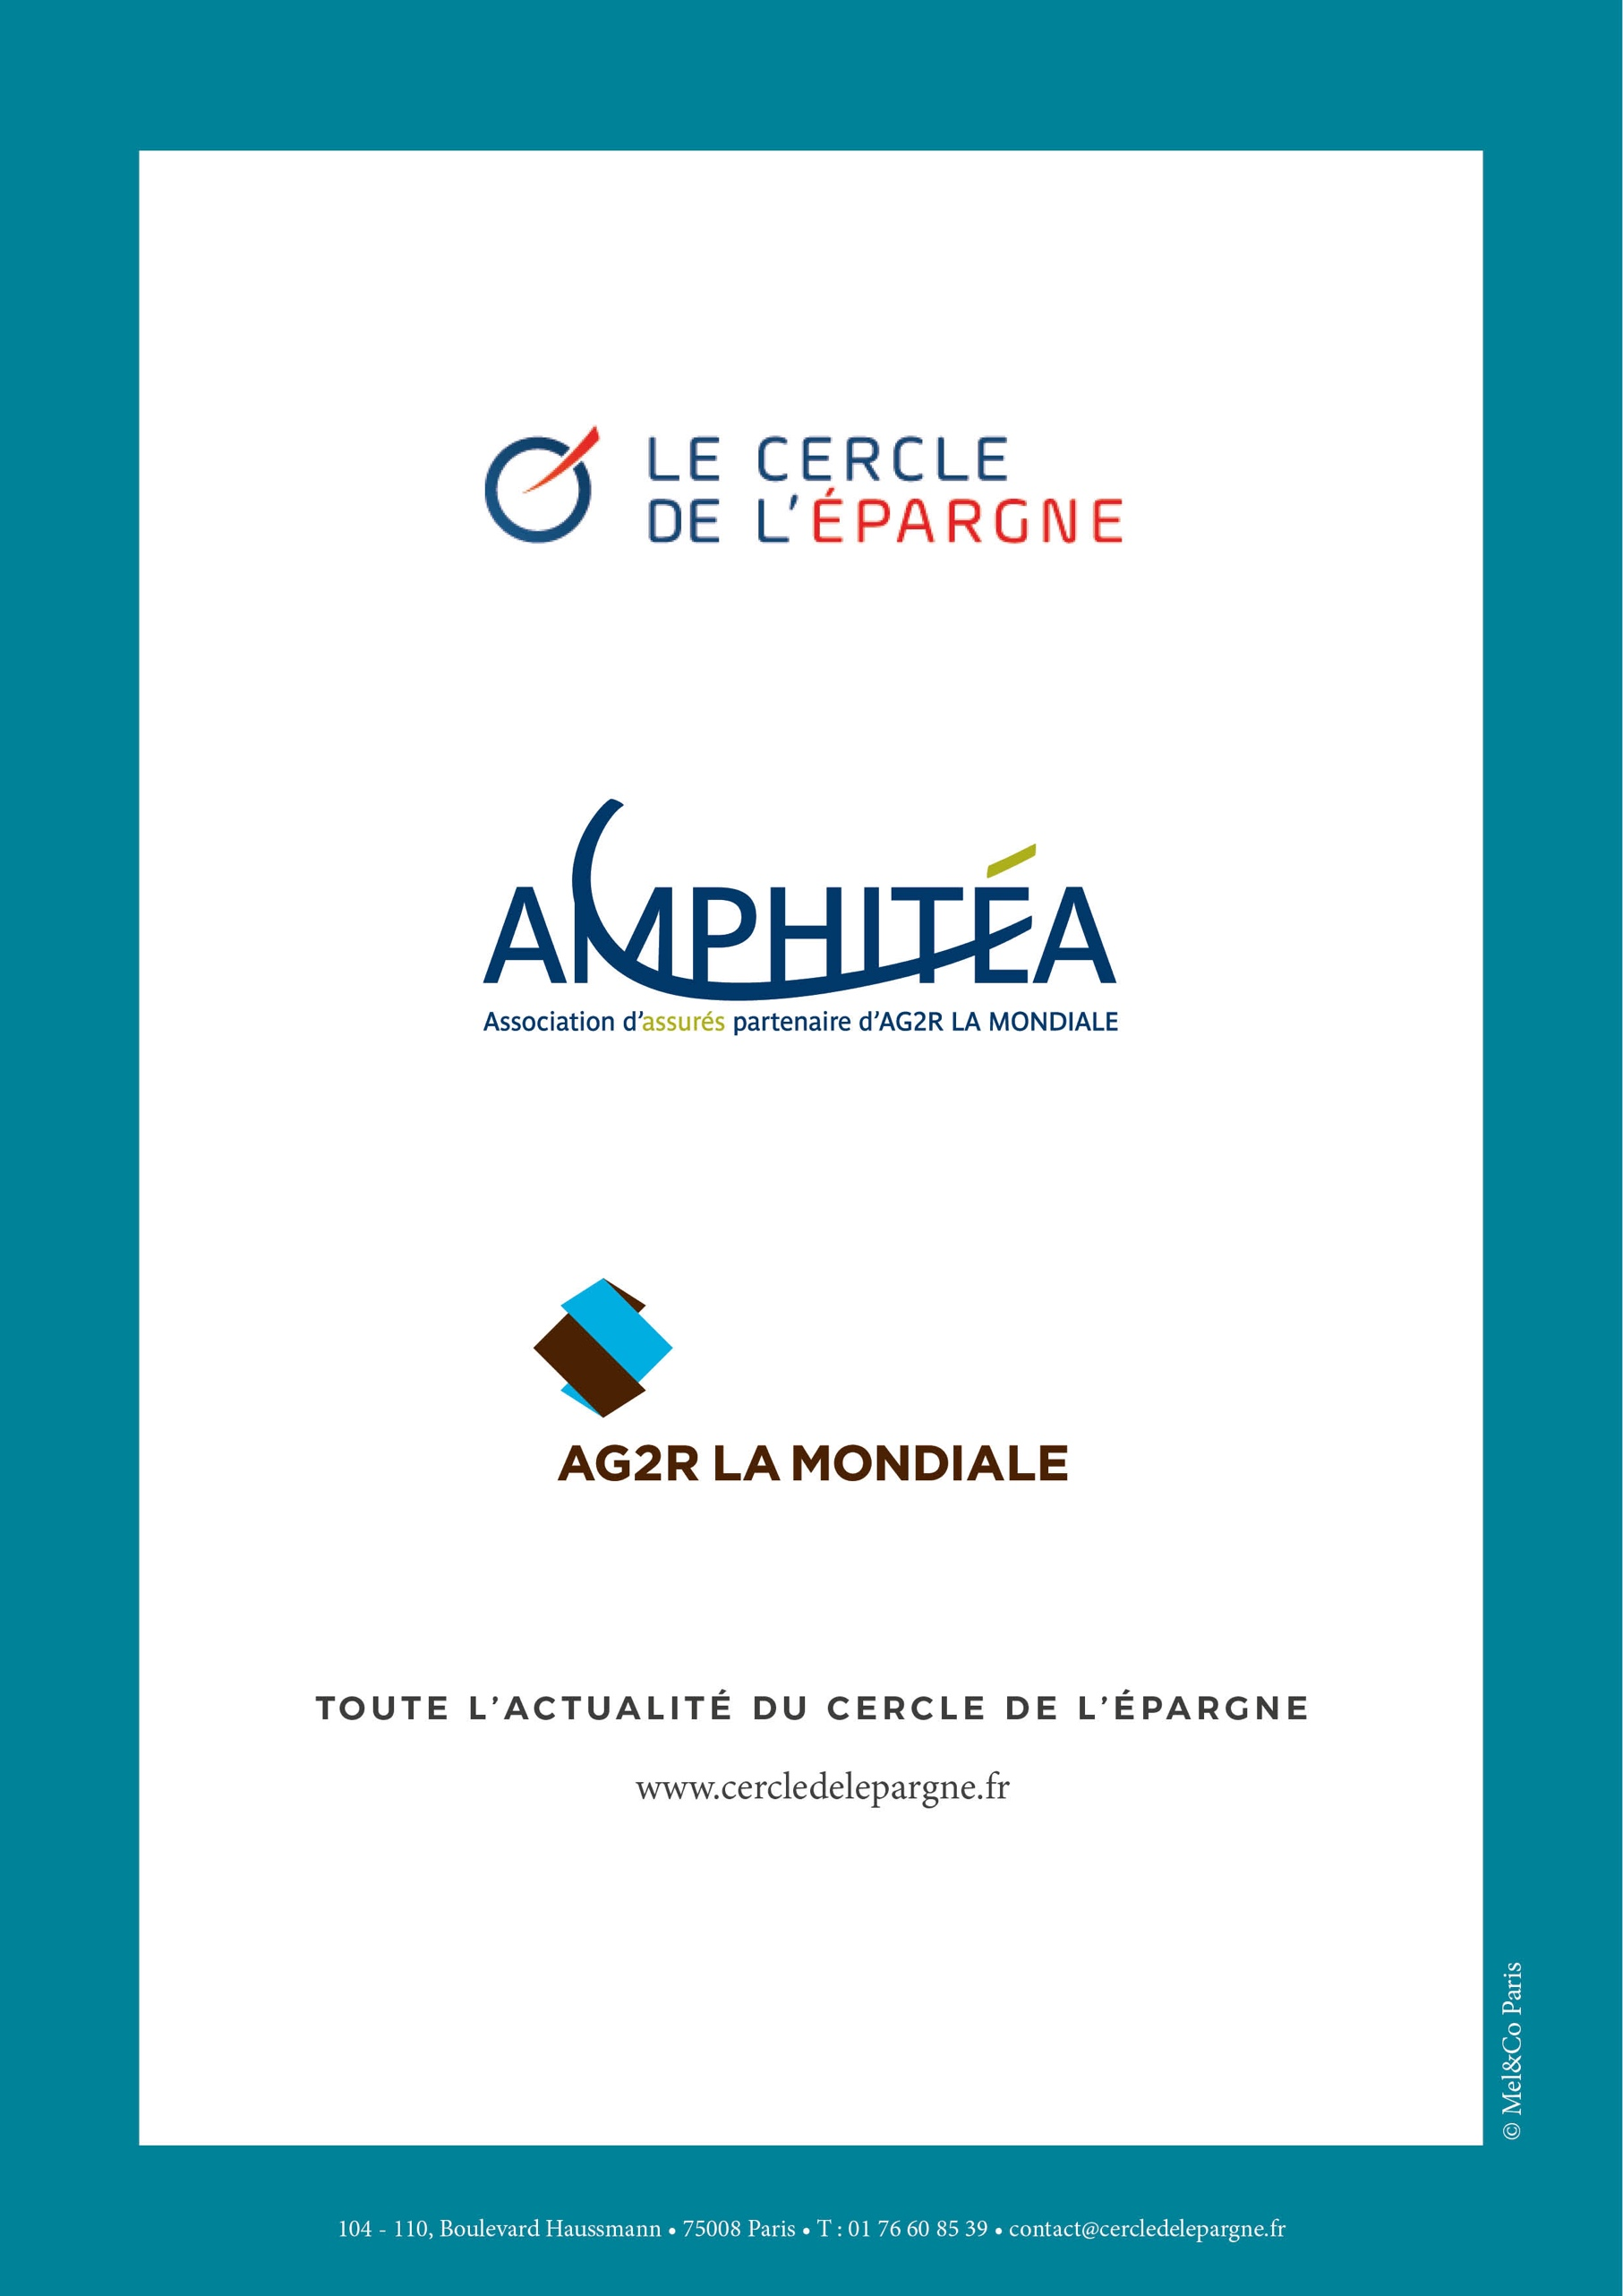 LE CERCLE
DE L'ÉPARGNE
AMPHITÉA
Association d'assurés partenaire d'AG2R LA MONDIALE
AG2R LA MONDIALE
TOUTE L'ACTUALITÉ DU CERCLE DE L'ÉPARGNE
www.cercledelepargne.fr
© Mel&Co Paris
104 - 110, Boulevard Haussmann • 75008 Paris • T : 01 76 60 85 39 • contact@cercledelepargne.fr